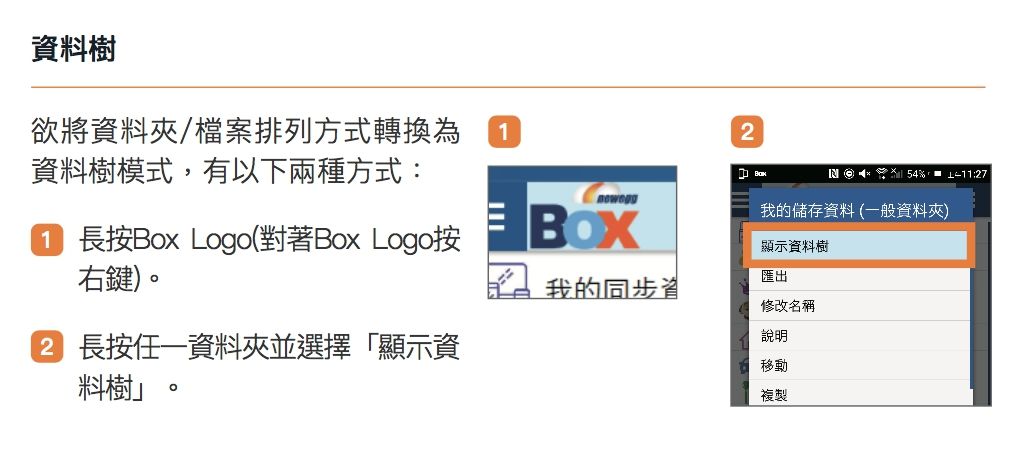 資料樹
欲將資料夾/檔案排列方式轉換為
資料樹模式，有以下兩種方式：
1 長按Box Logo(對著Box Logo按
右鍵)。
2 長按任一資料夾並選擇「顯示資
料樹」。
1
newegg
BOX
我的同步資
2
Box 54% 上午11:27
我的儲存資料 (一般資料夾)
顯示資料樹
匯出
修改名稱
說明
移動
複製